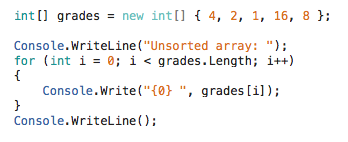 int[] grades = new int[] { 4, 2, 1, 16, 8 };
Console.WriteLine("Unsorted array: ");
for (int i = 0; i < grades.Length; i++)
{
    Console.Write("{0} ", grades[i]);
}
Console.WriteLine();